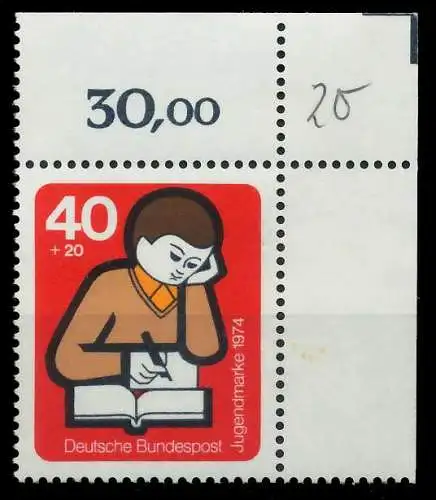 30,00
20
40
+ 20
Jugendmarke 1974
Deutsche Bundespost